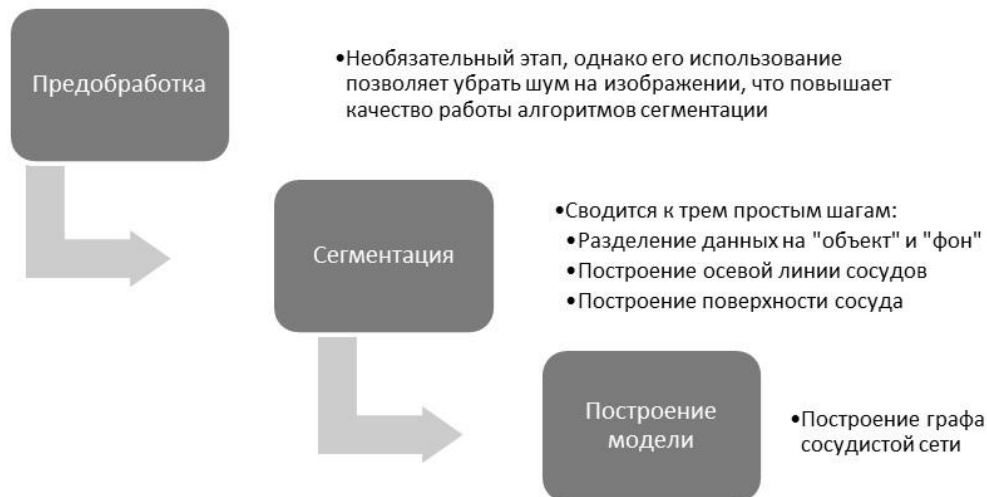 Предобработка
•Необязательный этап, однако его использование
позволяет убрать шум на изображении, что повышает
качество работы алгоритмов сегментации
Сегментация
•Сводится к трем простым шагам:
•Разделение данных на "объект" и "фон"
•Построение осевой линии сосудов
•Построение поверхности сосуда
Построение
модели
•Построение графа
сосудистой сети